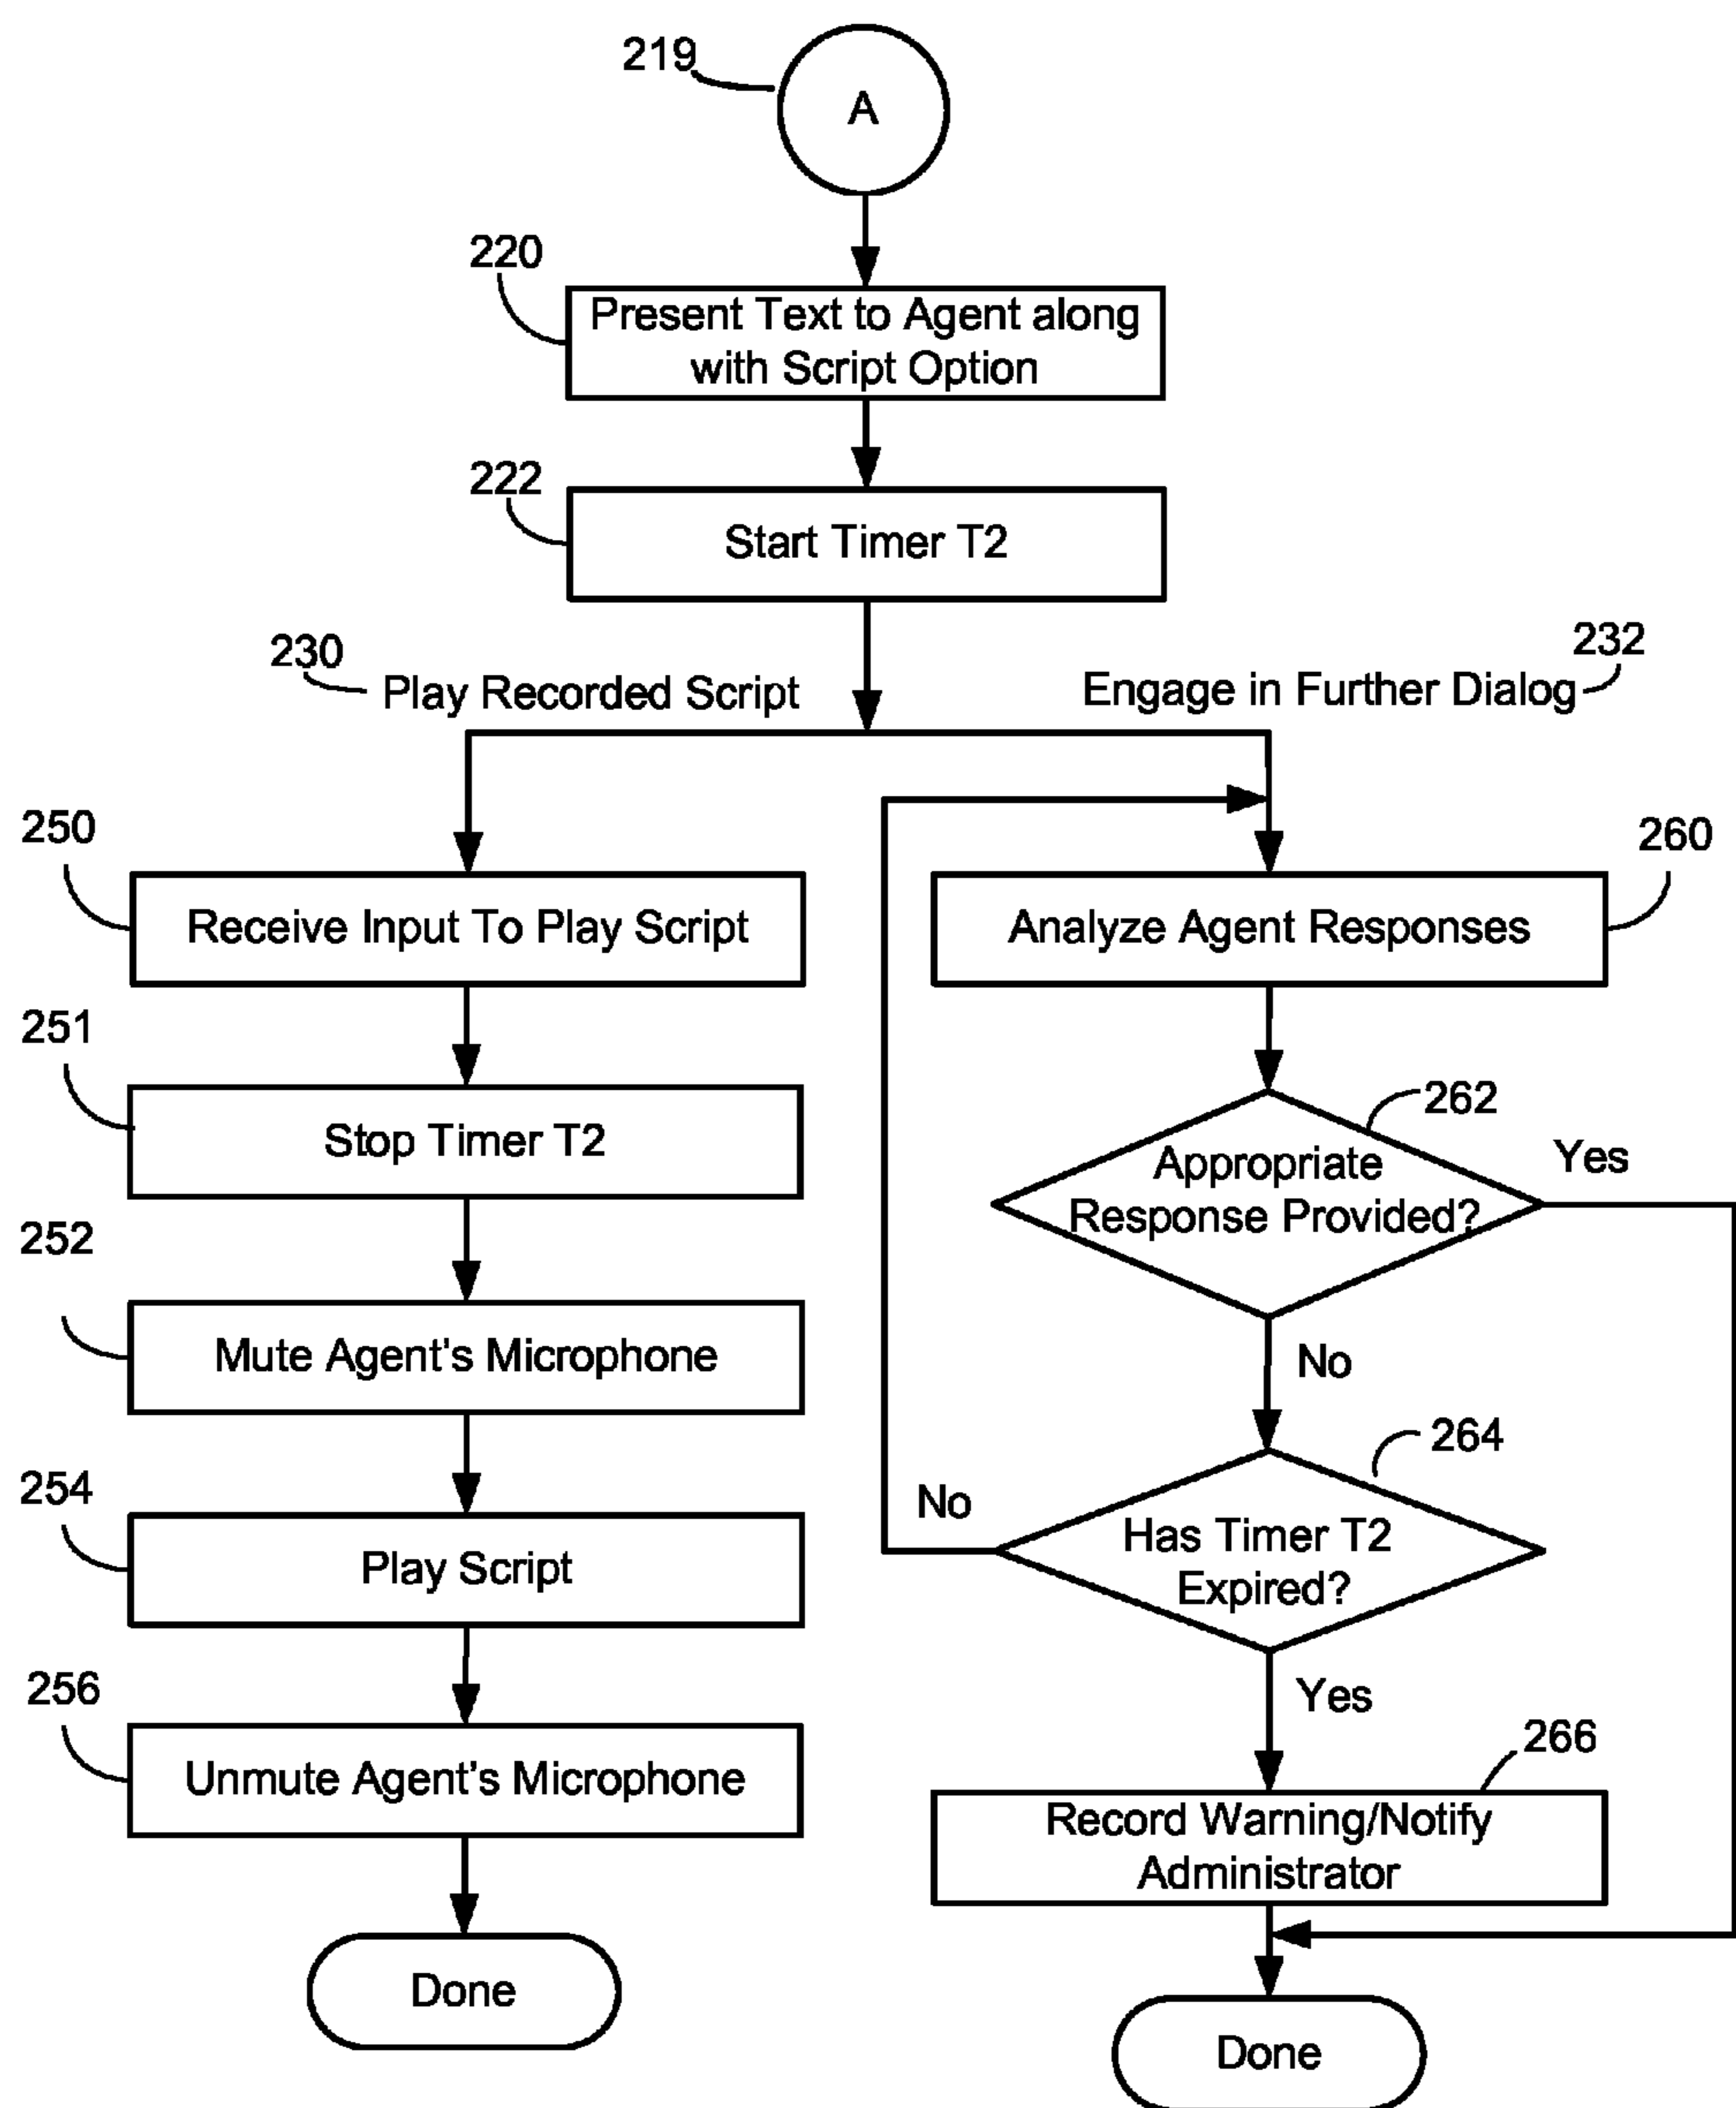 219
A
220
Present Text to Agent along
with Script Option
222
Start Timer T2
230
Play Recorded Script
232
Engage in Further Dialog
250
Receive Input To Play Script
251
Stop Timer T2
252
Mute Agent's Microphone
254
Play Script
256
Unmute Agent's Microphone
Done
260
Analyze Agent Responses
262
Appropriate
Response Provided?
Yes
No
264
Has Timer T2
Expired?
No
Yes
266
Record Warning/Notify
Administrator
Done